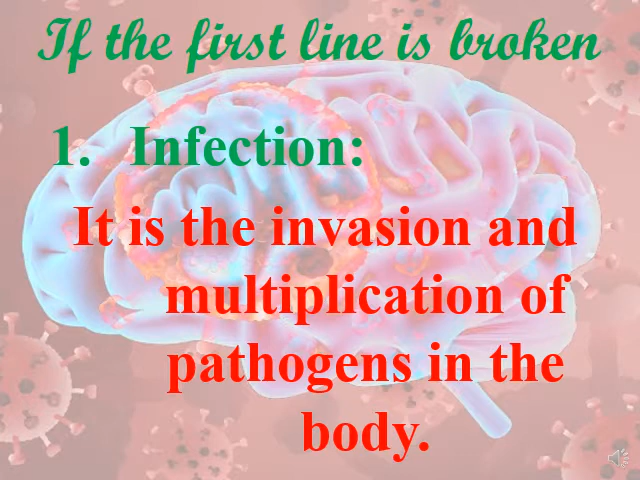 If the first line is broken
1. Infection:
It is the invasion and
multiplication of
pathogens in the
body.